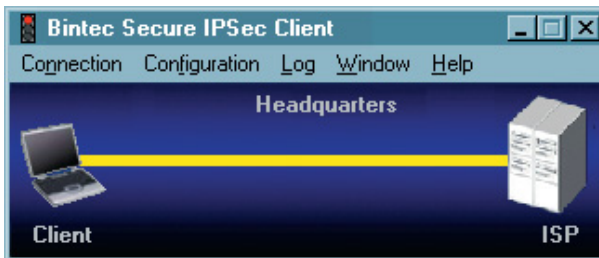 Bintec Secure IPSec Client
Connection Configuration Log Window Help
Headquarters
Client ISP